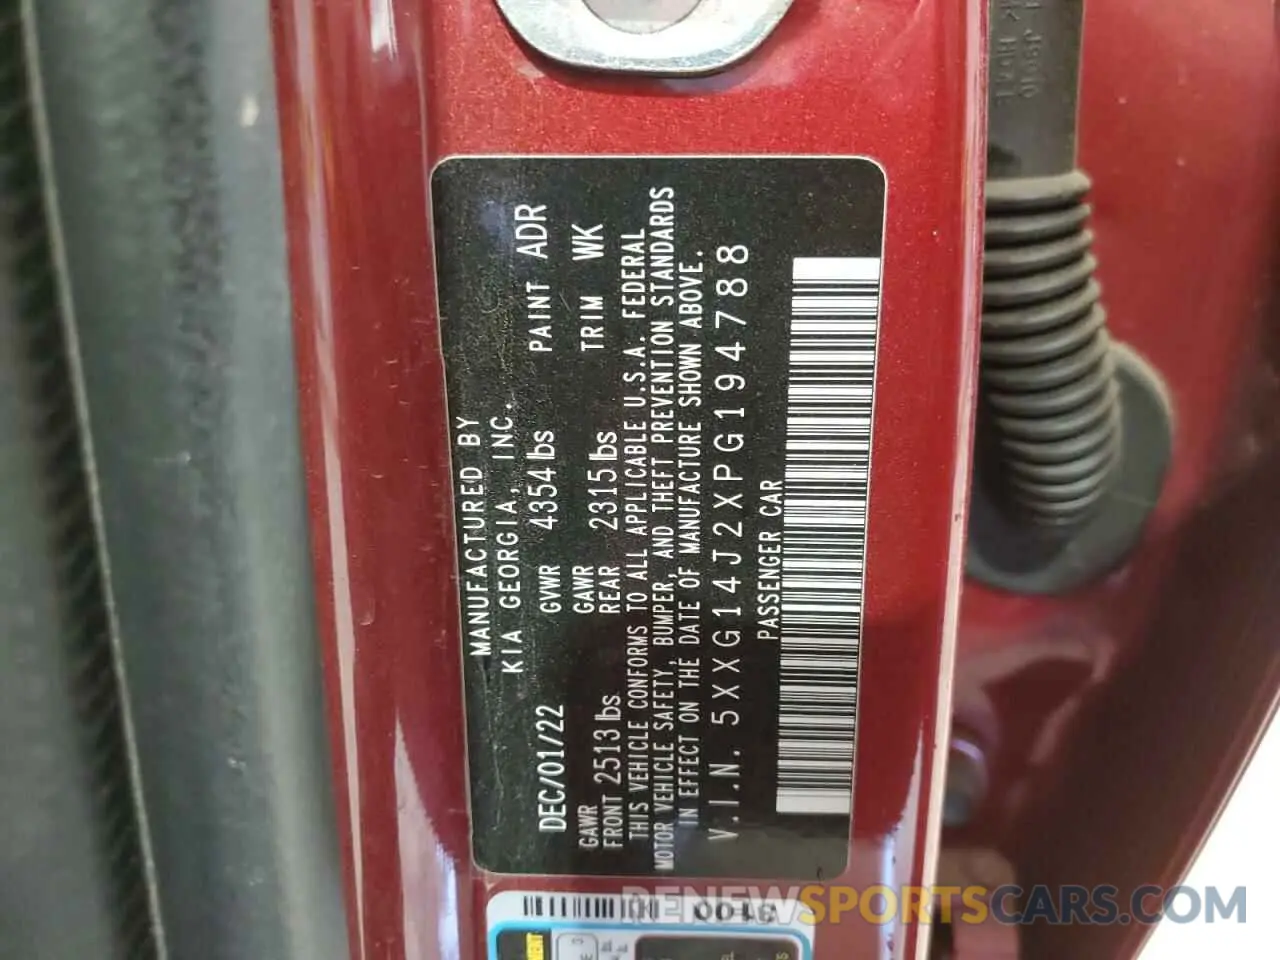 MANUFACTURED BY
KIA GEORGIA, INC.
DEC/01/22 GVWR 4354 lbs PAINT ADR
GAWR FRONT 2513 lbs GAWR REAR 2315 lbs TRIM WK
THIS VEHICLE CONFORMS TO ALL APPLICABLE U.S.A. FEDERAL
MOTOR VEHICLE SAFETY, BUMPER, AND THEFT PREVENTION STANDARDS
IN EFFECT ON THE DATE OF MANUFACTURE SHOWN ABOVE.
V.I.N. 5XXG14J2XPG194788
PASSENGER CAR
3100
RENEWSPORTSCARS.COM